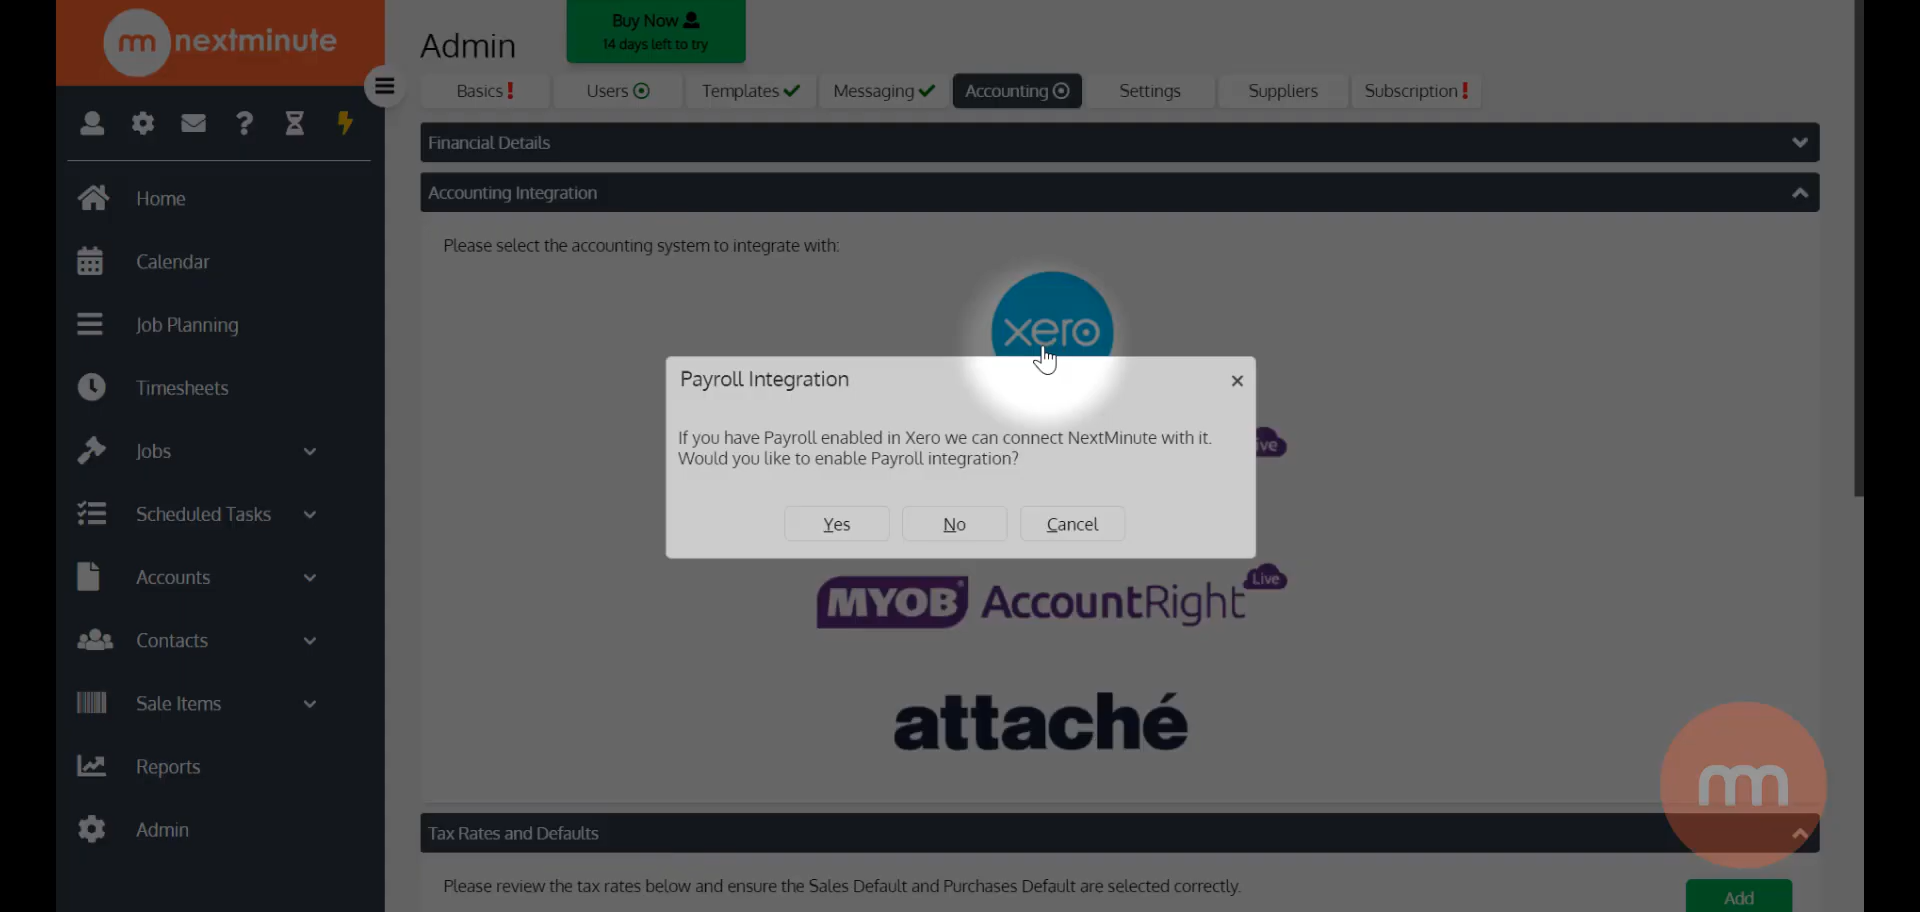 nextminute
Buy Now
14 days left to try
Admin
Basics!
Users
Templates
Messaging
Accounting
Settings
Suppliers
Subscription!
Financial Details
Accounting Integration
Please select the accounting system to integrate with:
xero
Payroll Integration
×
If you have Payroll enabled in Xero we can connect NextMinute with it.
Would you like to enable Payroll integration?
Yes
No
Cancel
MYOB AccountRight Live
attaché
Tax Rates and Defaults
Please review the tax rates below and ensure the Sales Default and Purchases Default are selected correctly.
Add
Home
Calendar
Job Planning
Timesheets
Jobs
Scheduled Tasks
Accounts
Contacts
Sale Items
Reports
Admin